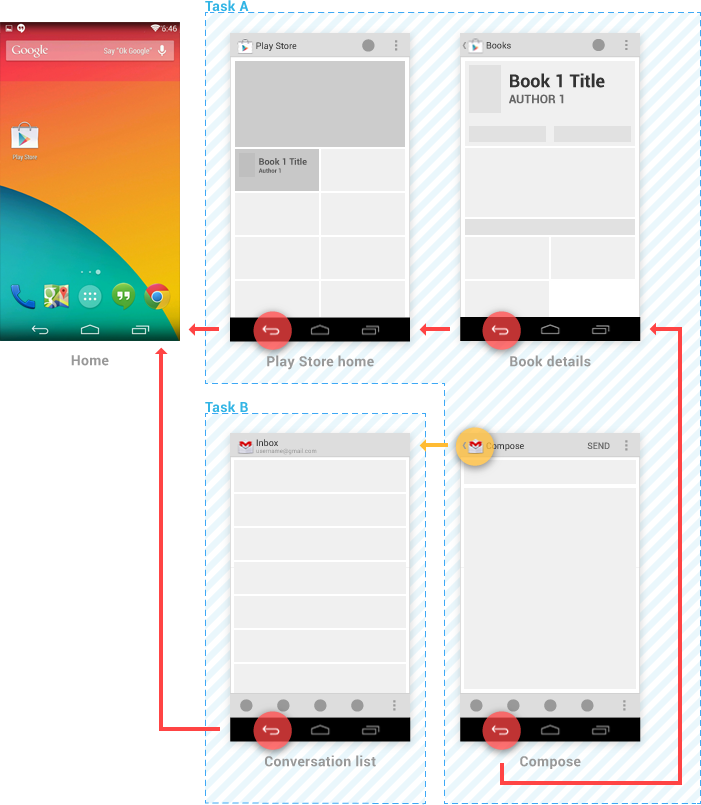 Task A
6:46
Google
Say "Ok Google"
Play Store
Home
Play Store
Book 1 Title
Author 1
Play Store home
Books
Book 1 Title
AUTHOR 1
Book details
Task B
Inbox
username@gmail.com
Conversation list
Compose
SEND
Compose